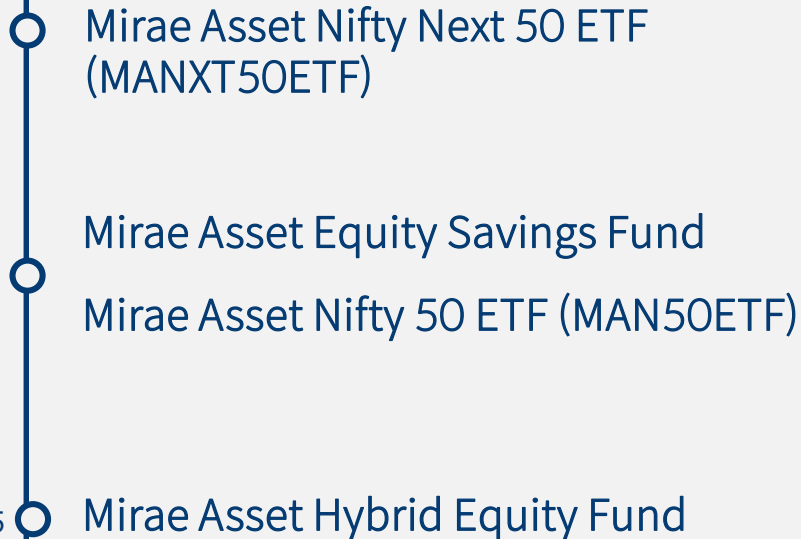 Mirae Asset Nifty Next 50 ETF
(MANXT50ETF)
Mirae Asset Equity Savings Fund
Mirae Asset Nifty 50 ETF (MAN50ETF)
Mirae Asset Hybrid Equity Fund